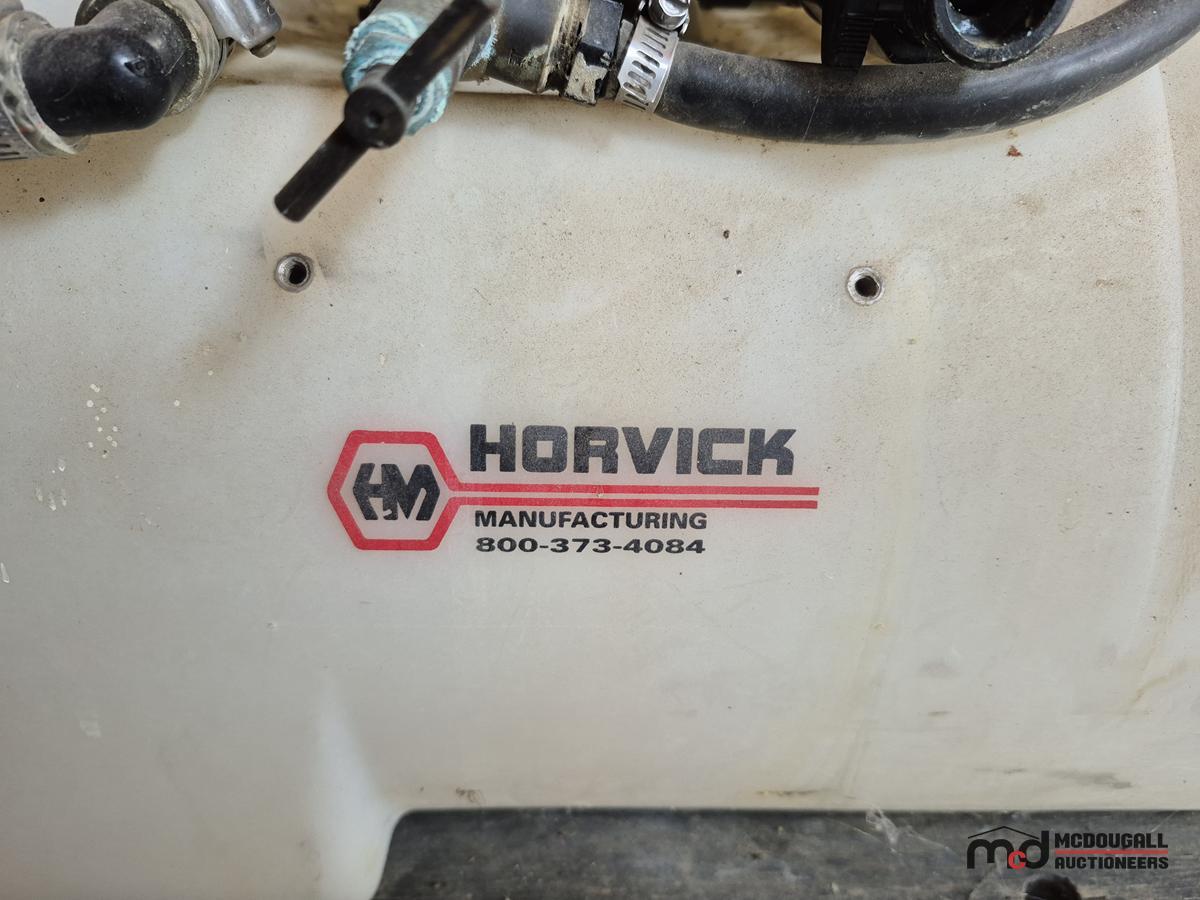 HORVICK
HM
MANUFACTURING
800-373-4084
mcd MCDOUGALL
AUCTIONEERS